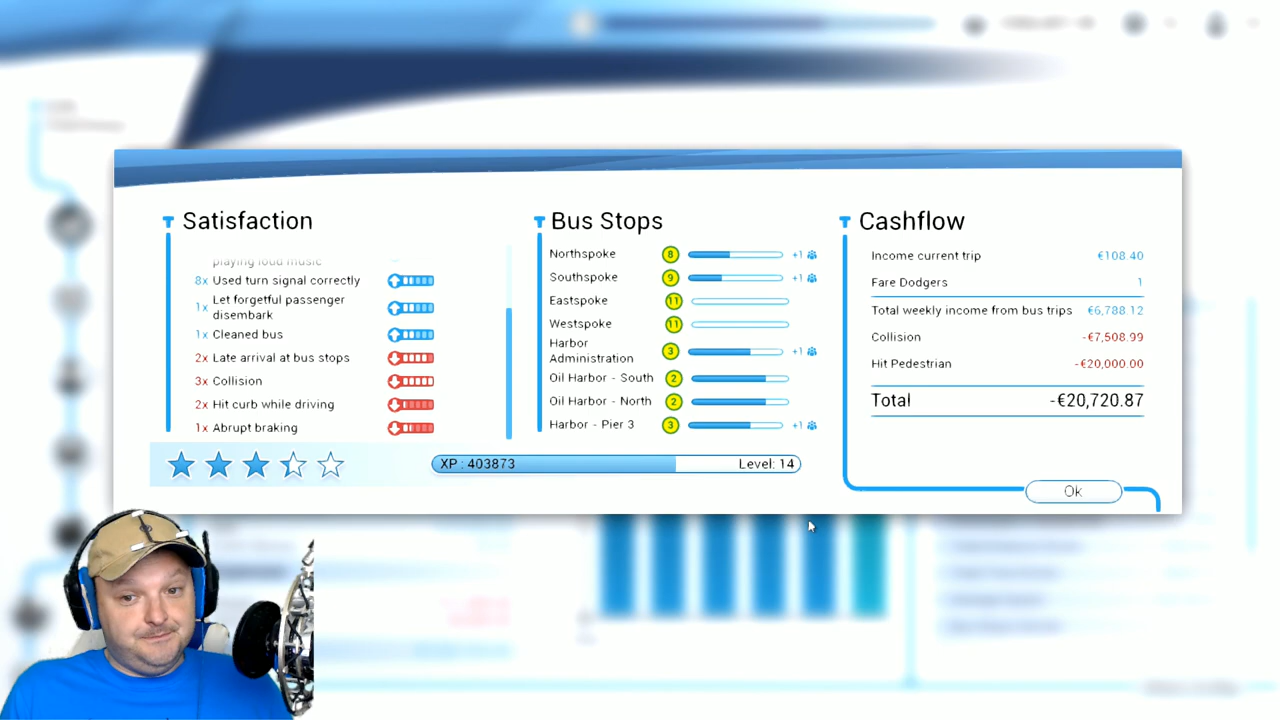 Satisfaction
playing loud music
8x Used turn signal correctly
1x Let forgetful passenger
disembark
1x Cleaned bus
2x Late arrival at bus stops
3x Collision
2x Hit curb while driving
1x Abrupt braking
Bus Stops
Northspoke 8 +1
Southspoke 9 +1
Eastspoke 11
Westspoke 11
Harbor
Administration 3 +1
Oil Harbor - South 2
Oil Harbor - North 2
Harbor - Pier 3 3 +1
Cashflow
Income current trip €108.40
Fare Dodgers 1
Total weekly income from bus trips €6,788.12
Collision -€7,508.99
Hit Pedestrian -€20,000.00
Total -€20,720.87
XP : 403873 Level: 14
Ok